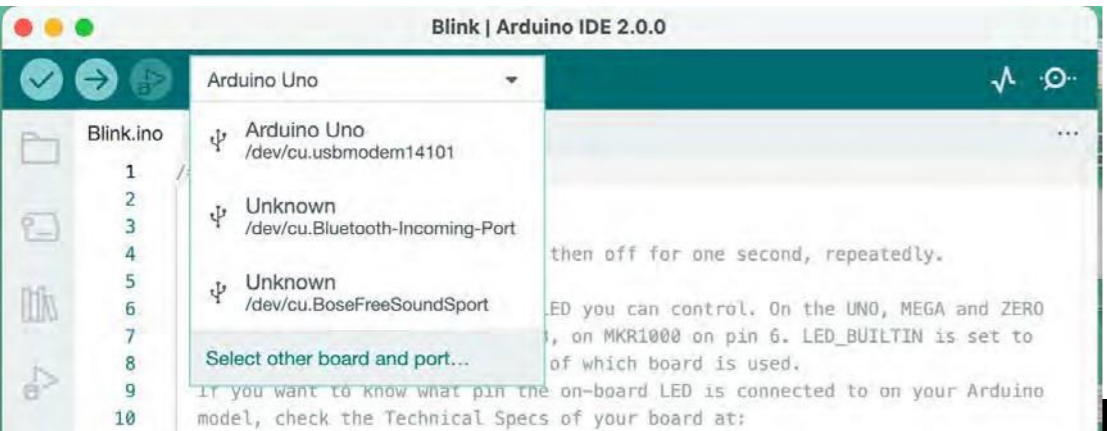 Blink | Arduino IDE 2.0.0
Arduino Uno
Blink.ino
Arduino Uno
/dev/cu.usbmodem14101
Unknown
/dev/cu.Bluetooth-Incoming-Port
Unknown
/dev/cu.BoseFreeSoundSport
Select other board and port...
...
1 /
2
3
4 then off for one second, repeatedly.
5
6 LED you can control. On the UNO, MEGA and ZERO
7 , on MKR1000 on pin 6. LED_BUILTIN is set to
8 of which board is used.
9 If you want to know what pin the on-board LED is connected to on your Arduino
10 model, check the Technical Specs of your board at: